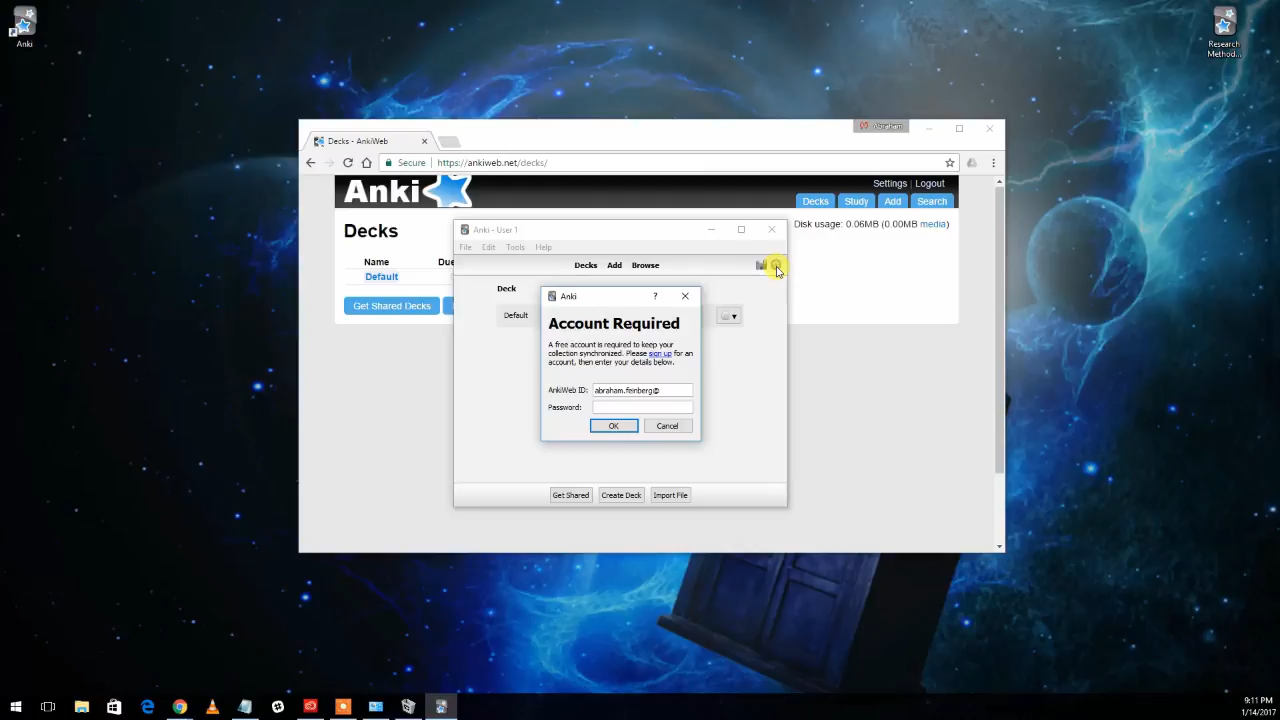 Anki
Research
Method...
Decks - AnkiWeb
Abraham
Secure
https://ankiweb.net/decks/
Anki
Settings | Logout
Decks
Study
Add
Search
Decks
Disk usage: 0.06MB (0.00MB media)
Name
Due
Default
Get Shared Decks
Anki - User 1
File
Edit
Tools
Help
Decks
Add
Browse
Deck
Default
Anki
Account Required
A free account is required to keep your
collection synchronized. Please sign up for an
account, then enter your details below.
AnkiWeb ID:
abraham.feinberg@
Password:
OK
Cancel
Get Shared
Create Deck
Import File
9:11 PM
1/14/2017